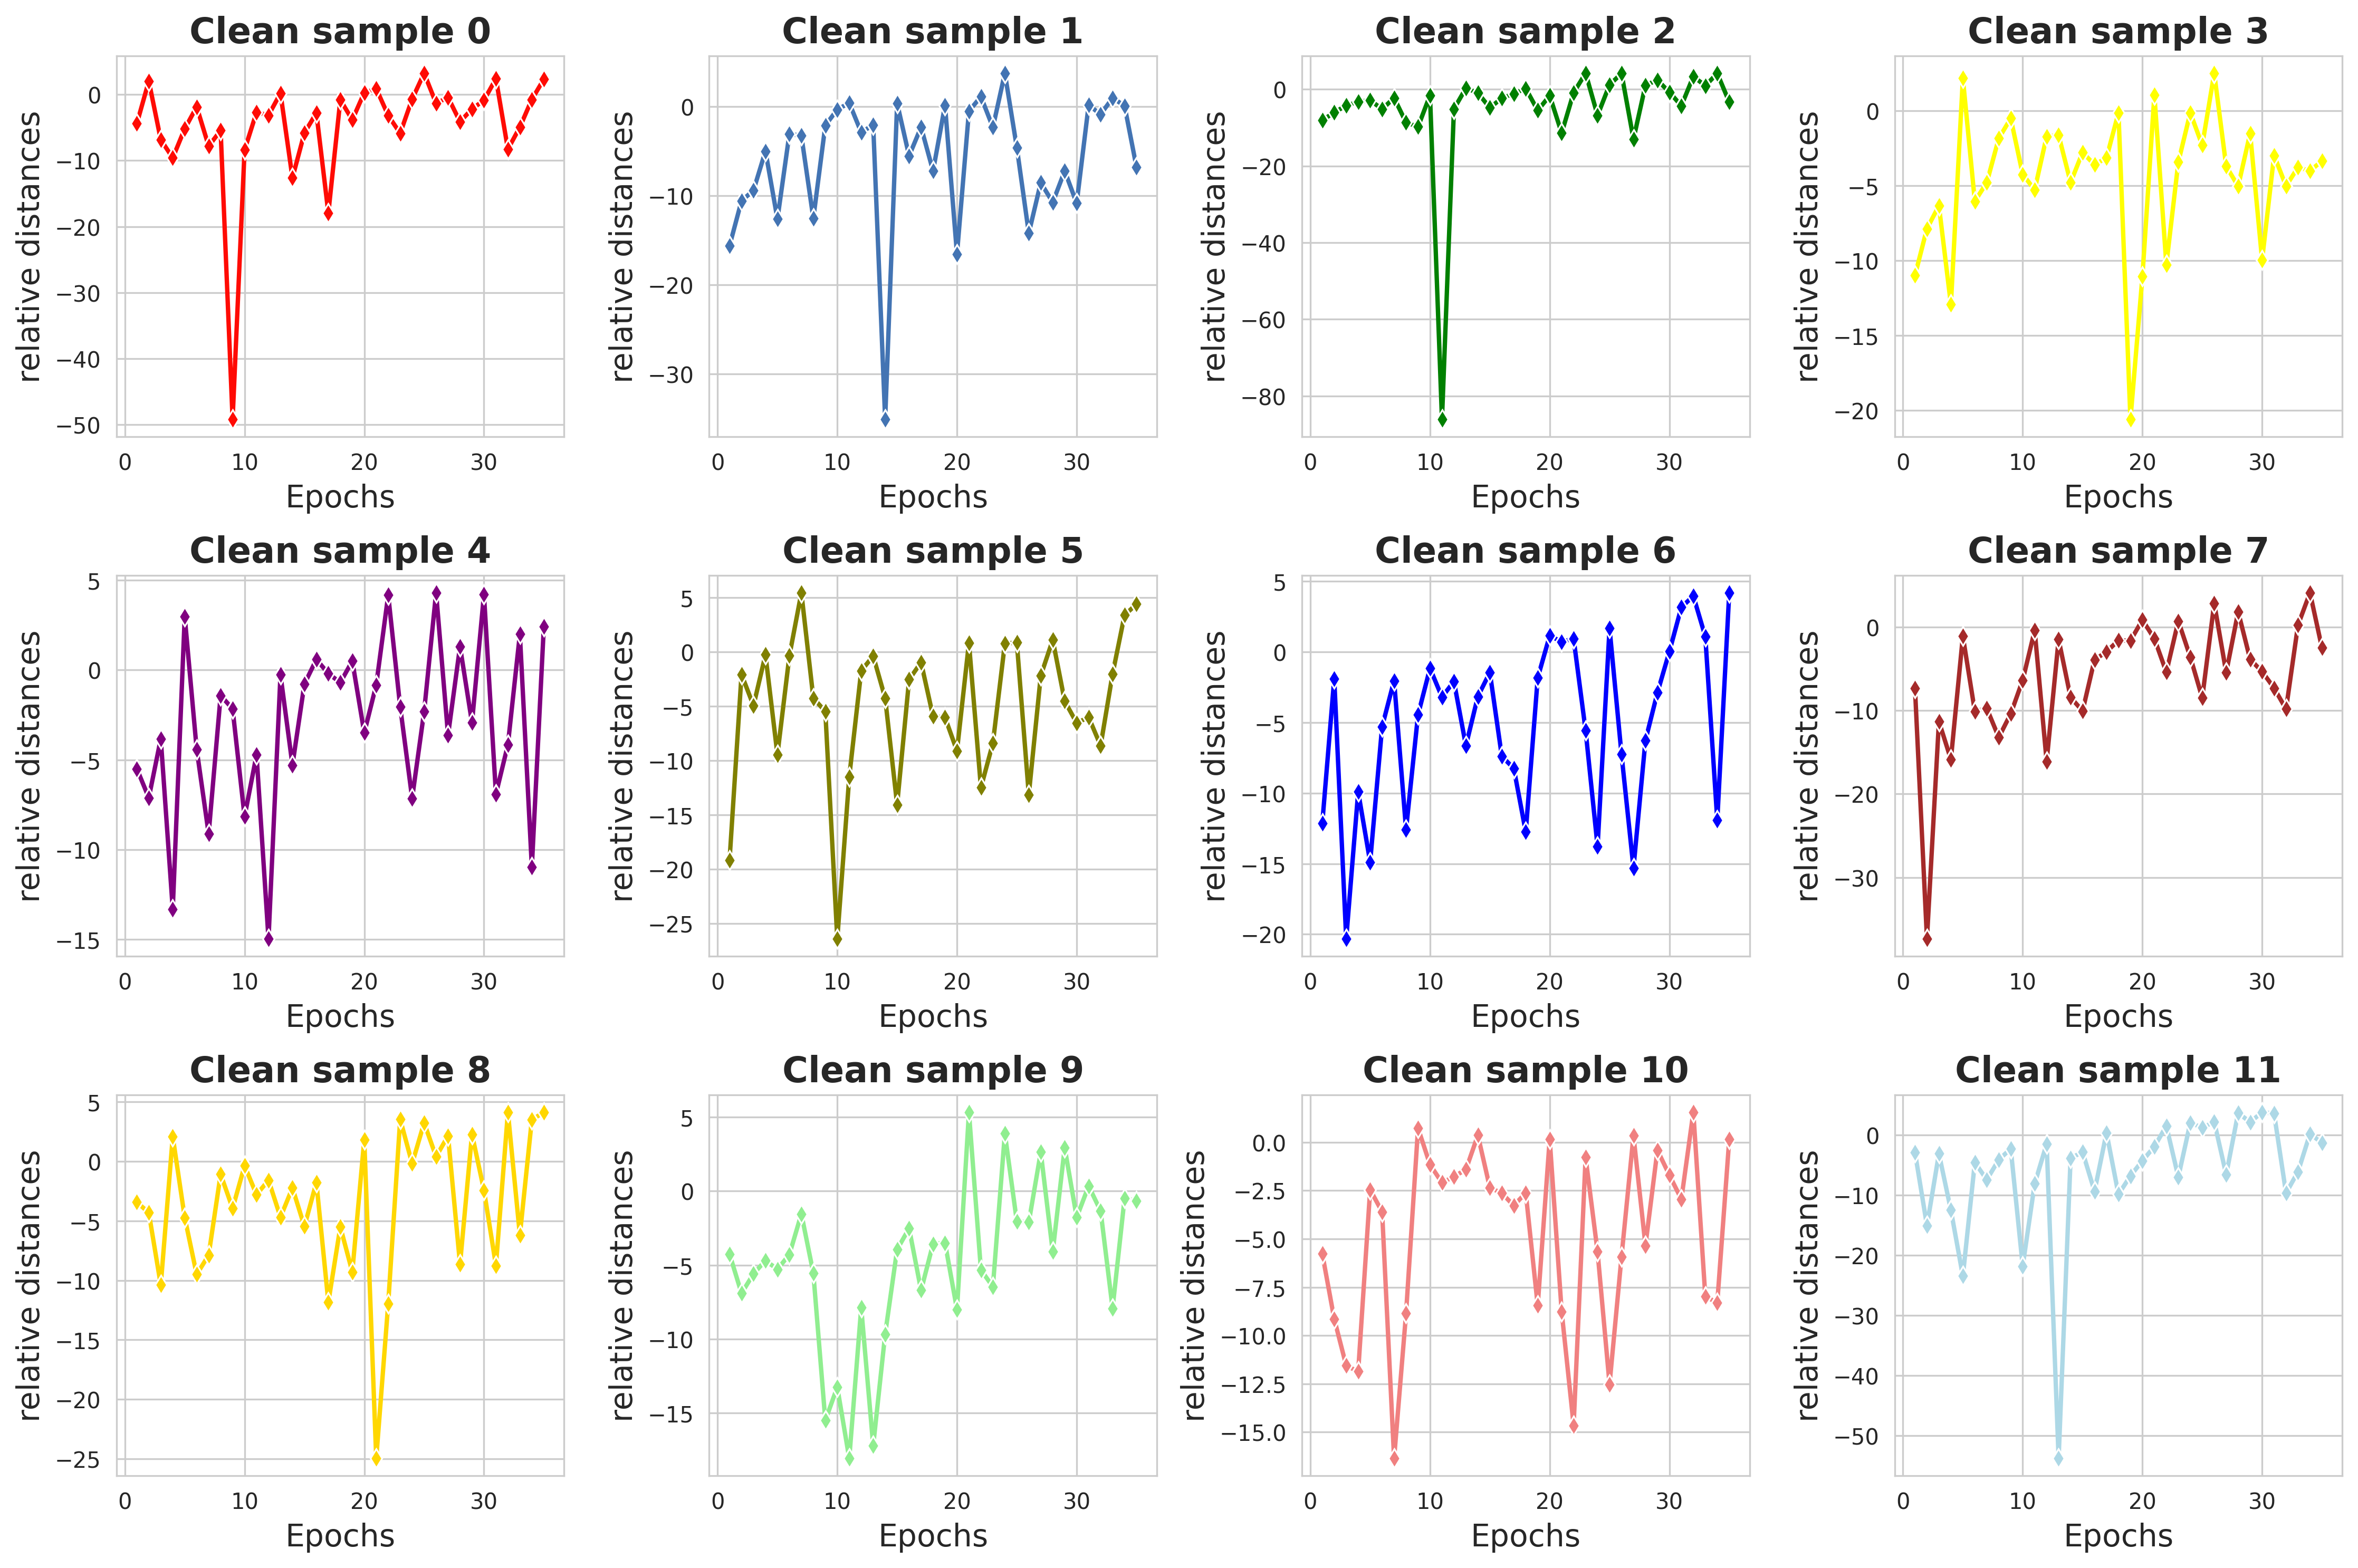 Clean sample 0
0
−10
−20
−30
−40
−50
relative distances
0 10 20 30
Epochs
Clean sample 1
0
−10
−20
−30
relative distances
0 10 20 30
Epochs
Clean sample 2
0
−20
−40
−60
−80
relative distances
0 10 20 30
Epochs
Clean sample 3
0
−5
−10
−15
−20
relative distances
0 10 20 30
Epochs
Clean sample 4
5
0
−5
−10
−15
relative distances
0 10 20 30
Epochs
Clean sample 5
5
0
−5
−10
−15
−20
−25
relative distances
0 10 20 30
Epochs
Clean sample 6
5
0
−5
−10
−15
−20
relative distances
0 10 20 30
Epochs
Clean sample 7
0
−10
−20
−30
relative distances
0 10 20 30
Epochs
Clean sample 8
5
0
−5
−10
−15
−20
−25
relative distances
0 10 20 30
Epochs
Clean sample 9
5
0
−5
−10
−15
relative distances
0 10 20 30
Epochs
Clean sample 10
0.0
−2.5
−5.0
−7.5
−10.0
−12.5
−15.0
relative distances
0 10 20 30
Epochs
Clean sample 11
0
−10
−20
−30
−40
−50
relative distances
0 10 20 30
Epochs